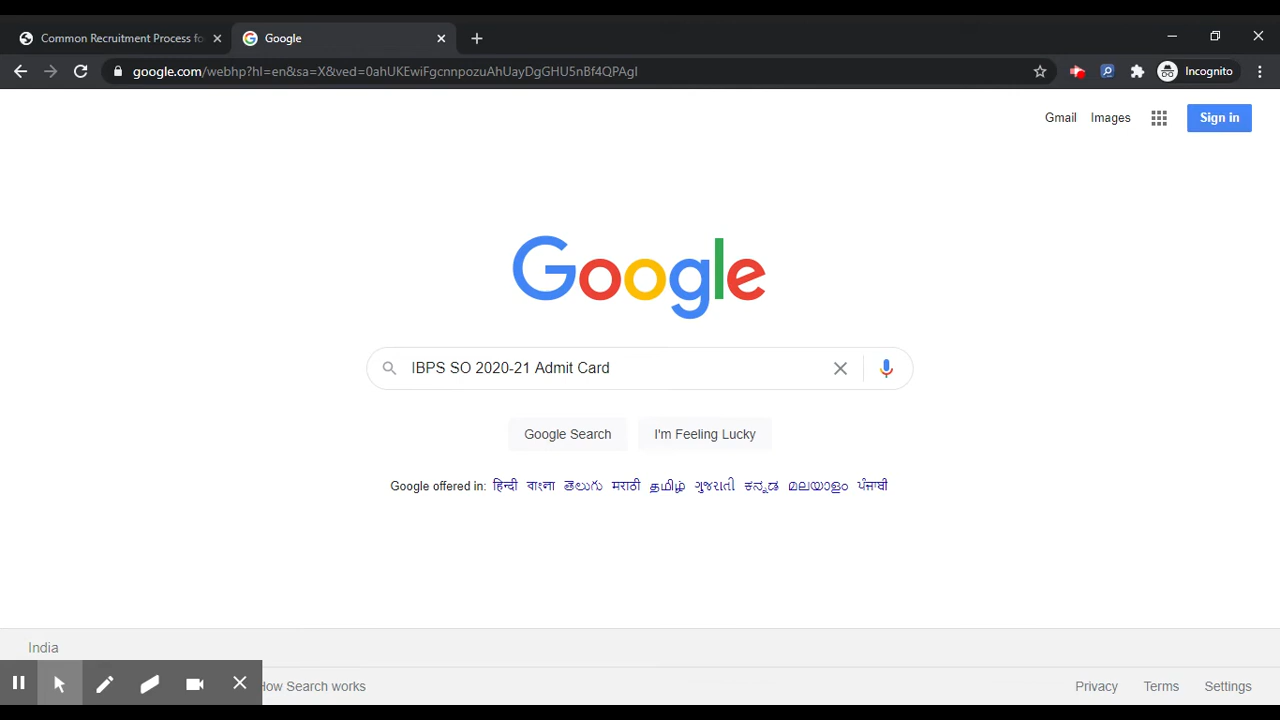 Common Recruitment Process fo
Google
google.com/webhp?hl=en&sa=X&ved=0ahUKEwiFgcnnpzzuAhUayDgGHU5nBf4QPAgI
Incognito
Gmail Images Sign in
Google
IBPS SO 2020-21 Admit Card
Google Search I'm Feeling Lucky
Google offered in: हिन्दी বাংলা తెలుగు मराठी தமிழ் ગુજરાતી ಕನ್ನಡ മലയാളം ਪੰਜਾਬੀ
India
How Search works Privacy Terms Settings